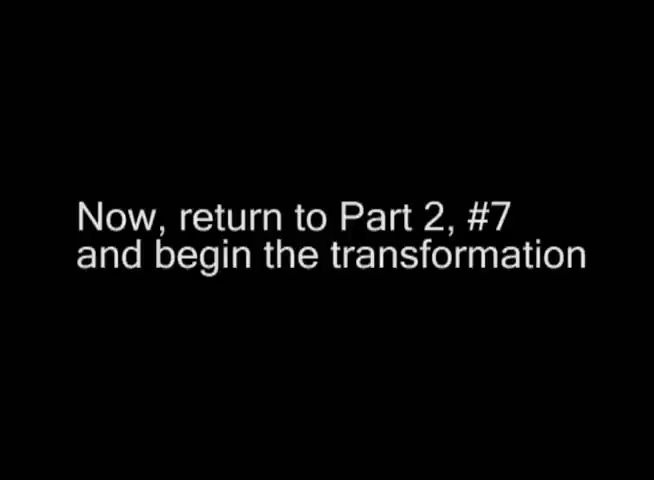 Now, return to Part 2, #7
and begin the transformation